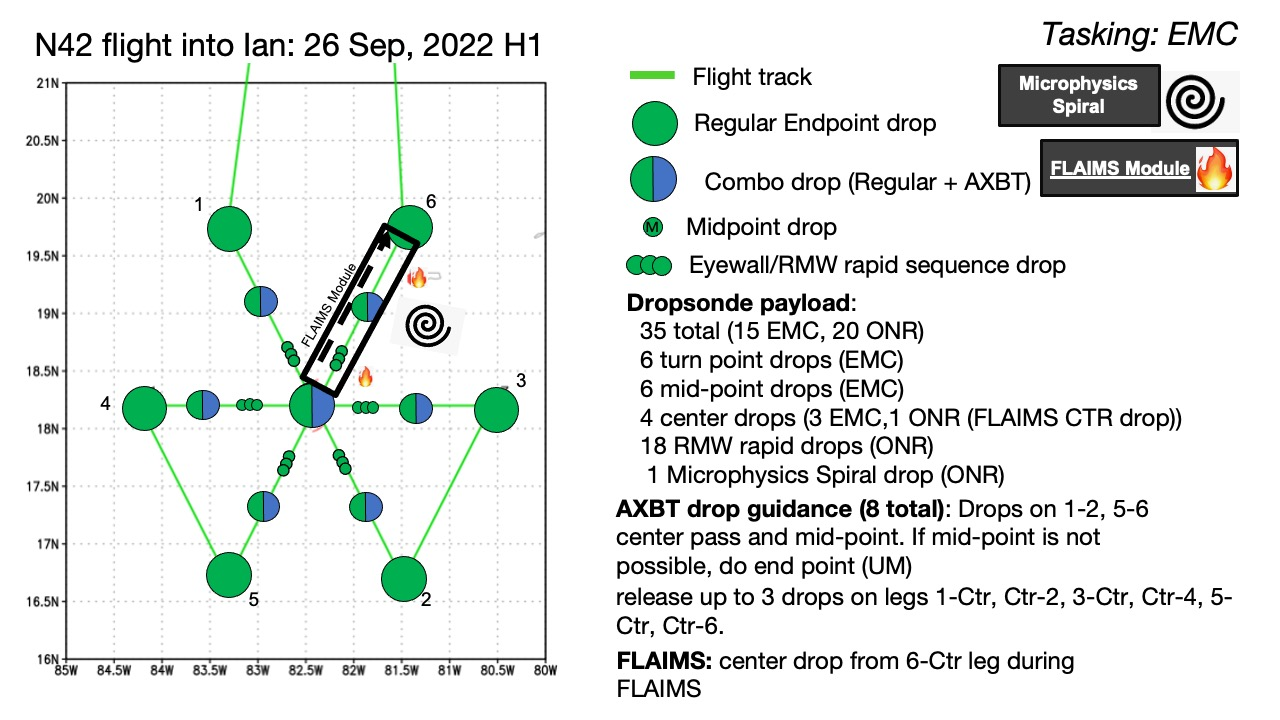 N42 flight into Ian: 26 Sep, 2022 H1
Tasking: EMC
Flight track
Microphysics
Spiral
Regular Endpoint drop
Combo drop (Regular + AXBT)
FLAIMS Module
M
Midpoint drop
Eyewall/RMW rapid sequence drop
Dropsonde payload:
35 total (15 EMC, 20 ONR)
6 turn point drops (EMC)
6 mid-point drops (EMC)
4 center drops (3 EMC,1 ONR (FLAIMS CTR drop))
18 RMW rapid drops (ONR)
1 Microphysics Spiral drop (ONR)
AXBT drop guidance (8 total): Drops on 1-2, 5-6
center pass and mid-point. If mid-point is not
possible, do end point (UM)
release up to 3 drops on legs 1-Ctr, Ctr-2, 3-Ctr, Ctr-4, 5-
Ctr, Ctr-6.
FLAIMS: center drop from 6-Ctr leg during
FLAIMS
21N
20.5N
20N
19.5N
19N
18.5N
18N
17.5N
17N
16.5N
16N
85W
84.5W
84W
83.5W
83W
82.5W
82W
81.5W
81W
80.5W
80W
1
6
FLAIMS Module
4
3
5
2